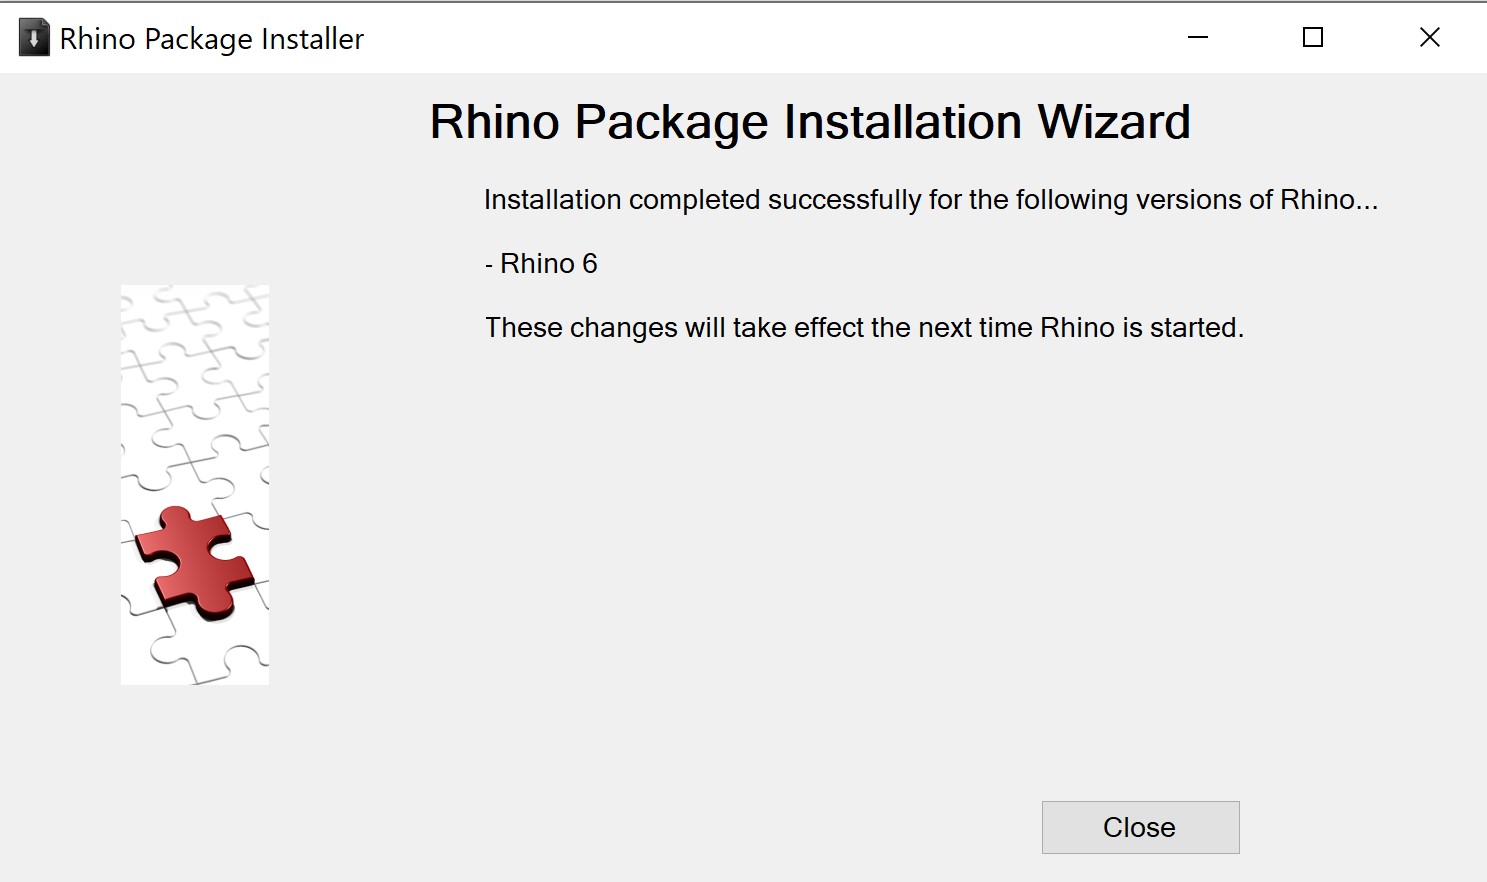 Rhino Package Installer
Rhino Package Installation Wizard
Installation completed successfully for the following versions of Rhino...
- Rhino 6
These changes will take effect the next time Rhino is started.
Close